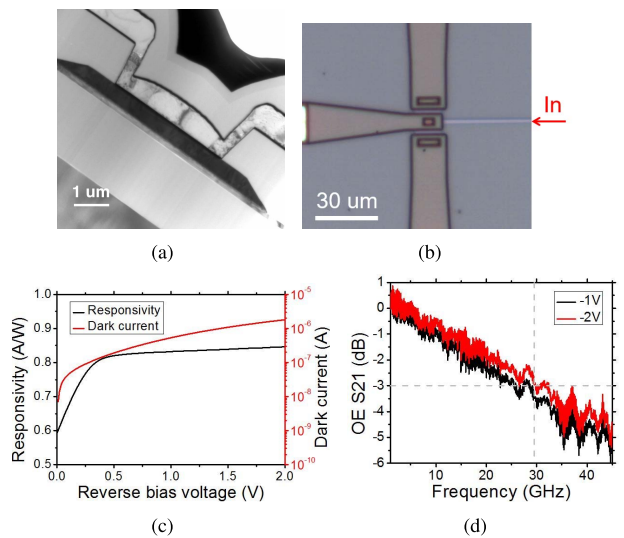 1 um
In
30 um
(a)
(b)
Responsivity (A/W)
1.0
0.9
0.8
0.7
0.6
0.5
Responsivity
Dark current
10^-5
10^-6
10^-7
10^-8
10^-9
10^-10
Dark current (A)
0.0
0.5
1.0
1.5
2.0
Reverse bias voltage (V)
(c)
OE S21 (dB)
1
0
-1
-2
-3
-4
-5
-6
-1V
-2V
10
20
30
40
Frequency (GHz)
(d)